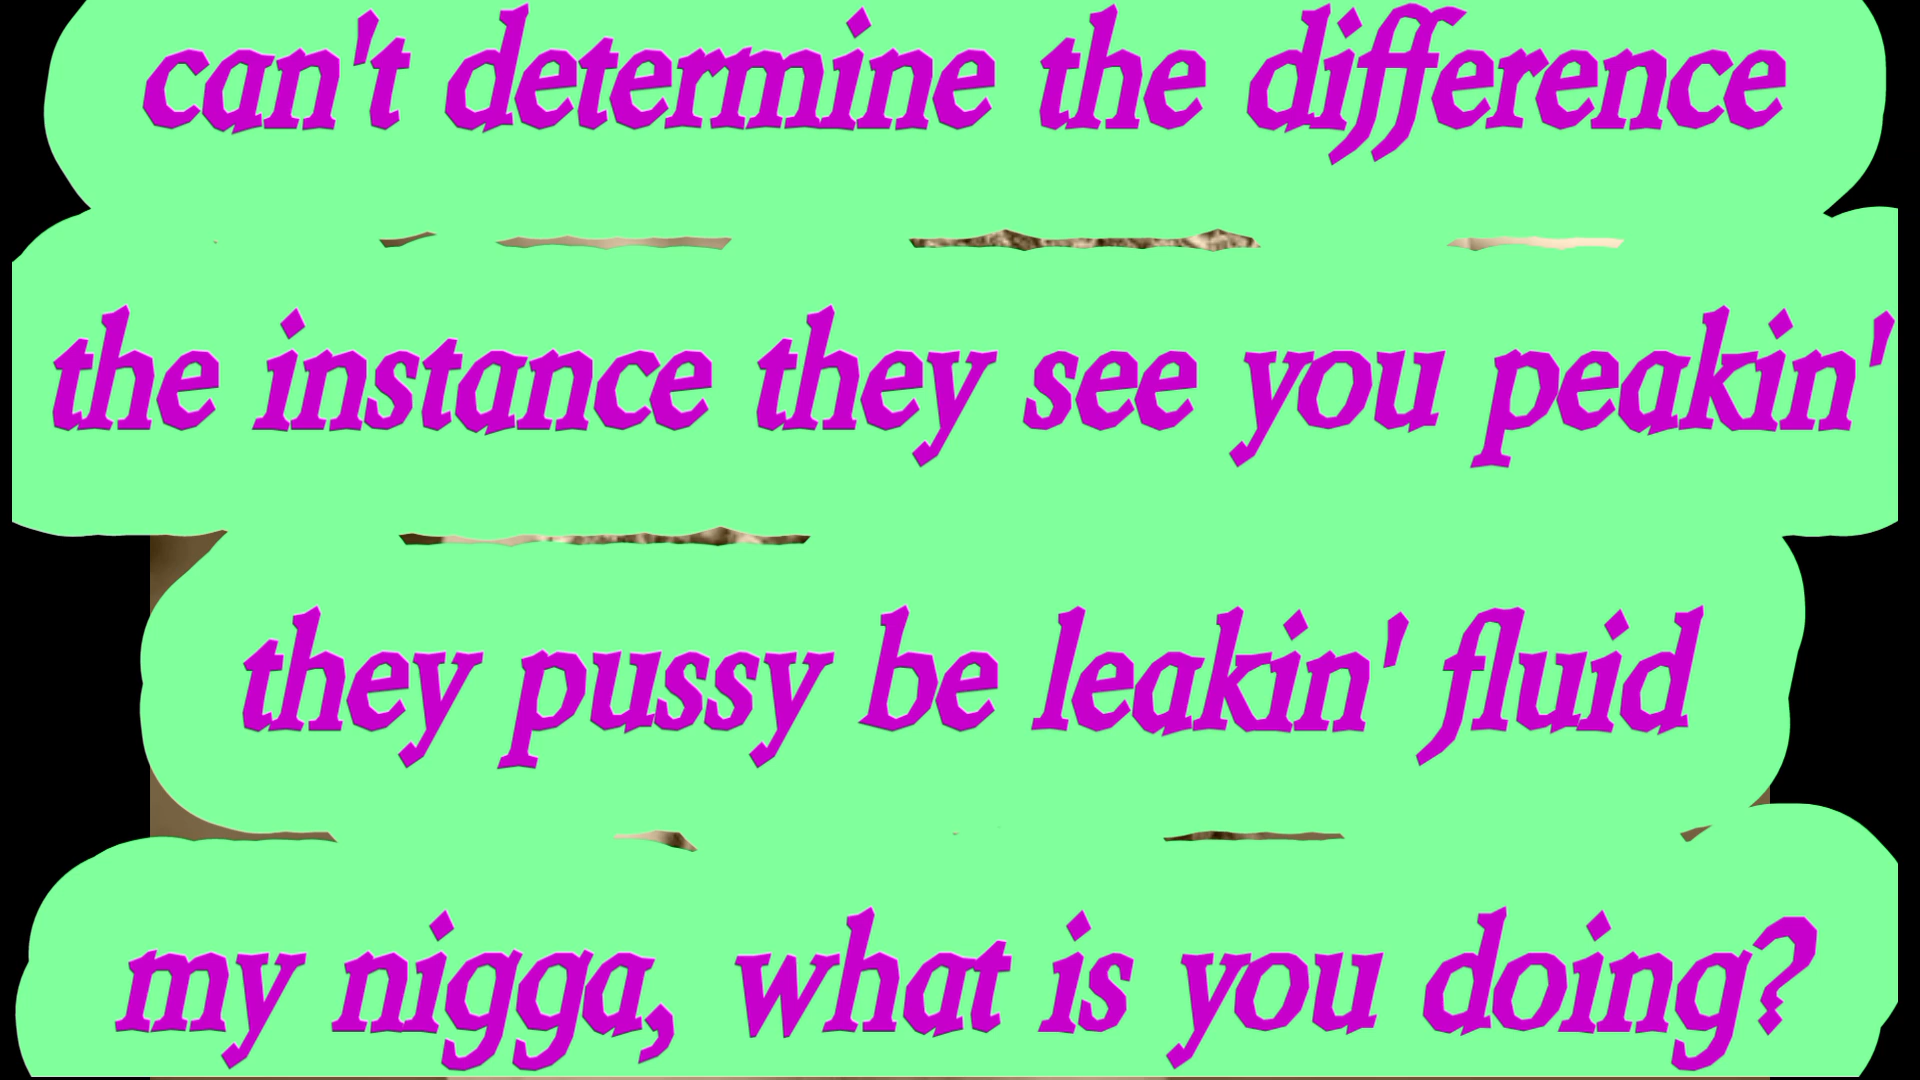 can't determine the difference
the instance they see you peakin'
they pussy be leakin' fluid
my nigga, what is you doing?